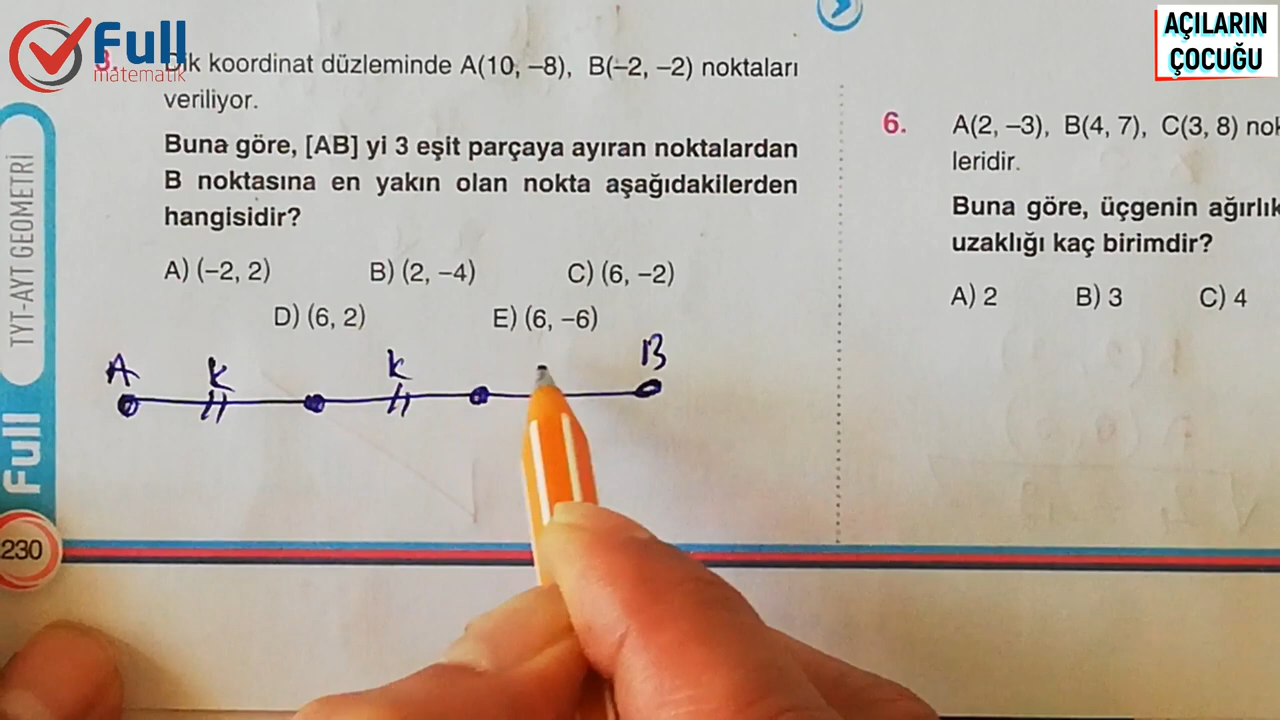 Full
matematik
AÇILARIN
ÇOCUĞU
3. Dik koordinat düzleminde A(10, –8), B(–2, –2) noktaları
veriliyor.
Buna göre, [AB] yi 3 eşit parçaya ayıran noktalardan
B noktasına en yakın olan nokta aşağıdakilerden
hangisidir?
A) (–2, 2) B) (2, –4) C) (6, –2)
D) (6, 2) E) (6, –6)
A k k B
6. A(2, –3), B(4, 7), C(3, 8)
leridir.
Buna göre, üçgenin ağırlık
uzaklığı kaç birimdir?
A) 2 B) 3 C) 4
TYT-AYT GEOMETRİ
Full
230